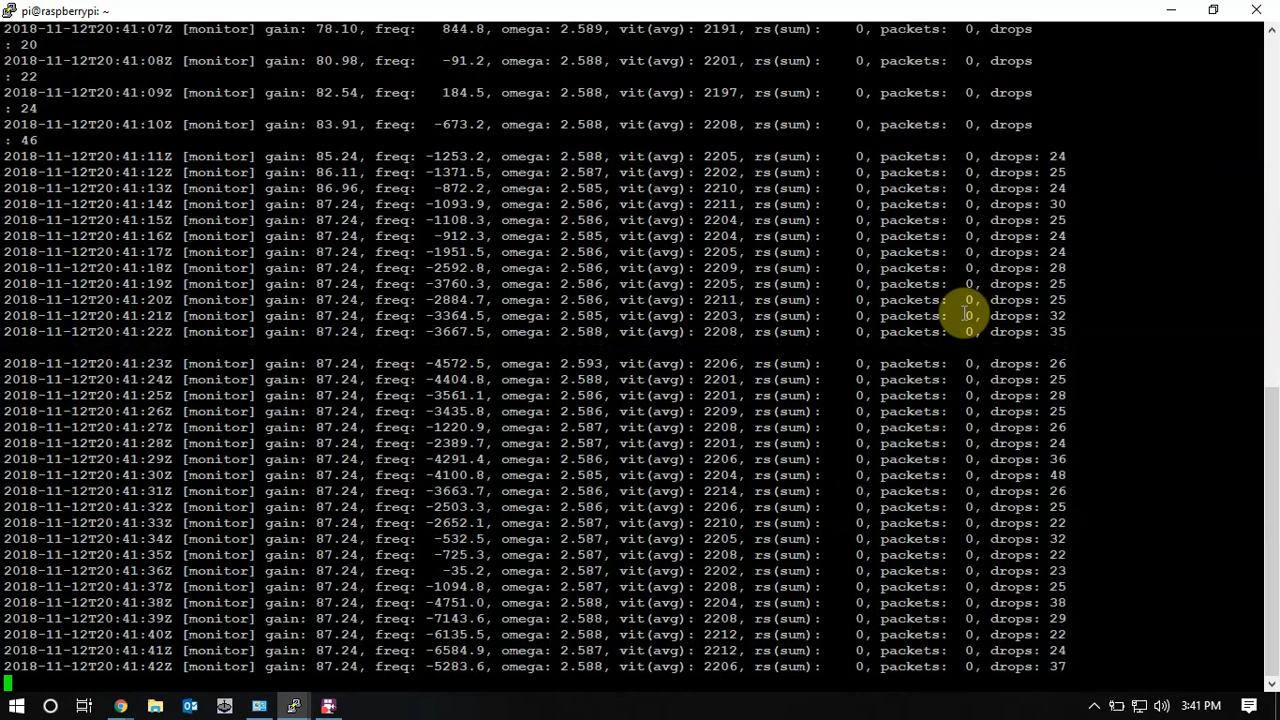 pi@raspberrypi: ~
2018-11-12T20:41:07Z [monitor] gain: 78.10, freq:   844.8, omega: 2.589, vit(avg): 2191, rs(sum):    0, packets:  0, drops
: 20
2018-11-12T20:41:08Z [monitor] gain: 80.98, freq:   -91.2, omega: 2.588, vit(avg): 2201, rs(sum):    0, packets:  0, drops
: 22
2018-11-12T20:41:09Z [monitor] gain: 82.54, freq:   184.5, omega: 2.588, vit(avg): 2197, rs(sum):    0, packets:  0, drops
: 24
2018-11-12T20:41:10Z [monitor] gain: 83.91, freq:  -673.2, omega: 2.588, vit(avg): 2208, rs(sum):    0, packets:  0, drops
: 46
2018-11-12T20:41:11Z [monitor] gain: 85.24, freq: -1253.2, omega: 2.588, vit(avg): 2205, rs(sum):    0, packets:  0, drops: 24
2018-11-12T20:41:12Z [monitor] gain: 86.11, freq: -1371.5, omega: 2.587, vit(avg): 2202, rs(sum):    0, packets:  0, drops: 25
2018-11-12T20:41:13Z [monitor] gain: 86.96, freq:  -872.2, omega: 2.585, vit(avg): 2210, rs(sum):    0, packets:  0, drops: 24
2018-11-12T20:41:14Z [monitor] gain: 87.24, freq: -1093.9, omega: 2.586, vit(avg): 2211, rs(sum):    0, packets:  0, drops: 30
2018-11-12T20:41:15Z [monitor] gain: 87.24, freq: -1108.3, omega: 2.586, vit(avg): 2204, rs(sum):    0, packets:  0, drops: 25
2018-11-12T20:41:16Z [monitor] gain: 87.24, freq:  -912.3, omega: 2.585, vit(avg): 2204, rs(sum):    0, packets:  0, drops: 24
2018-11-12T20:41:17Z [monitor] gain: 87.24, freq: -1951.5, omega: 2.586, vit(avg): 2205, rs(sum):    0, packets:  0, drops: 24
2018-11-12T20:41:18Z [monitor] gain: 87.24, freq: -2592.8, omega: 2.586, vit(avg): 2209, rs(sum):    0, packets:  0, drops: 28
2018-11-12T20:41:19Z [monitor] gain: 87.24, freq: -3760.3, omega: 2.586, vit(avg): 2205, rs(sum):    0, packets:  0, drops: 25
2018-11-12T20:41:20Z [monitor] gain: 87.24, freq: -2884.7, omega: 2.586, vit(avg): 2211, rs(sum):    0, packets:  0, drops: 25
2018-11-12T20:41:21Z [monitor] gain: 87.24, freq: -3364.5, omega: 2.585, vit(avg): 2203, rs(sum):    0, packets:  0, drops: 32
2018-11-12T20:41:22Z [monitor] gain: 87.24, freq: -3667.5, omega: 2.588, vit(avg): 2208, rs(sum):    0, packets:  0, drops: 35
2018-11-12T20:41:23Z [monitor] gain: 87.24, freq: -4572.5, omega: 2.593, vit(avg): 2206, rs(sum):    0, packets:  0, drops: 26
2018-11-12T20:41:24Z [monitor] gain: 87.24, freq: -4404.8, omega: 2.588, vit(avg): 2201, rs(sum):    0, packets:  0, drops: 25
2018-11-12T20:41:25Z [monitor] gain: 87.24, freq: -3561.1, omega: 2.586, vit(avg): 2201, rs(sum):    0, packets:  0, drops: 28
2018-11-12T20:41:26Z [monitor] gain: 87.24, freq: -3435.8, omega: 2.586, vit(avg): 2209, rs(sum):    0, packets:  0, drops: 25
2018-11-12T20:41:27Z [monitor] gain: 87.24, freq: -1220.9, omega: 2.587, vit(avg): 2208, rs(sum):    0, packets:  0, drops: 26
2018-11-12T20:41:28Z [monitor] gain: 87.24, freq: -2389.7, omega: 2.587, vit(avg): 2201, rs(sum):    0, packets:  0, drops: 24
2018-11-12T20:41:29Z [monitor] gain: 87.24, freq: -4291.4, omega: 2.586, vit(avg): 2206, rs(sum):    0, packets:  0, drops: 36
2018-11-12T20:41:30Z [monitor] gain: 87.24, freq: -4100.8, omega: 2.585, vit(avg): 2204, rs(sum):    0, packets:  0, drops: 48
2018-11-12T20:41:31Z [monitor] gain: 87.24, freq: -3663.7, omega: 2.586, vit(avg): 2214, rs(sum):    0, packets:  0, drops: 26
2018-11-12T20:41:32Z [monitor] gain: 87.24, freq: -2503.3, omega: 2.586, vit(avg): 2206, rs(sum):    0, packets:  0, drops: 25
2018-11-12T20:41:33Z [monitor] gain: 87.24, freq: -2652.1, omega: 2.587, vit(avg): 2210, rs(sum):    0, packets:  0, drops: 22
2018-11-12T20:41:34Z [monitor] gain: 87.24, freq:  -532.5, omega: 2.587, vit(avg): 2205, rs(sum):    0, packets:  0, drops: 32
2018-11-12T20:41:35Z [monitor] gain: 87.24, freq:  -725.3, omega: 2.587, vit(avg): 2208, rs(sum):    0, packets:  0, drops: 22
2018-11-12T20:41:36Z [monitor] gain: 87.24, freq:   -35.2, omega: 2.587, vit(avg): 2202, rs(sum):    0, packets:  0, drops: 23
2018-11-12T20:41:37Z [monitor] gain: 87.24, freq: -1094.8, omega: 2.587, vit(avg): 2208, rs(sum):    0, packets:  0, drops: 25
2018-11-12T20:41:38Z [monitor] gain: 87.24, freq: -4751.0, omega: 2.588, vit(avg): 2204, rs(sum):    0, packets:  0, drops: 38
2018-11-12T20:41:39Z [monitor] gain: 87.24, freq: -7143.6, omega: 2.588, vit(avg): 2208, rs(sum):    0, packets:  0, drops: 29
2018-11-12T20:41:40Z [monitor] gain: 87.24, freq: -6135.5, omega: 2.588, vit(avg): 2212, rs(sum):    0, packets:  0, drops: 22
2018-11-12T20:41:41Z [monitor] gain: 87.24, freq: -6584.9, omega: 2.587, vit(avg): 2212, rs(sum):    0, packets:  0, drops: 24
2018-11-12T20:41:42Z [monitor] gain: 87.24, freq: -5283.6, omega: 2.588, vit(avg): 2206, rs(sum):    0, packets:  0, drops: 37
3:41 PM